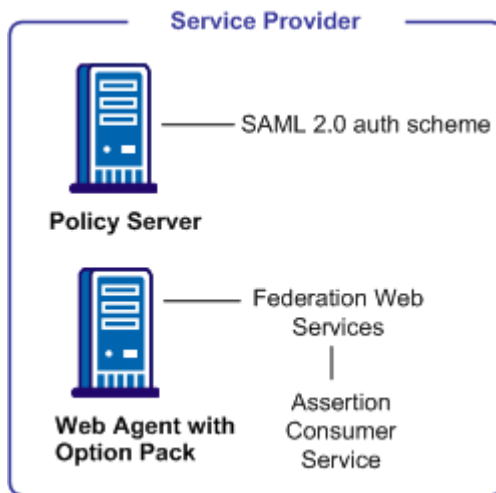 Service Provider
SAML 2.0 auth scheme
Policy Server
Federation Web
Services
Assertion
Consumer
Service
Web Agent with
Option Pack